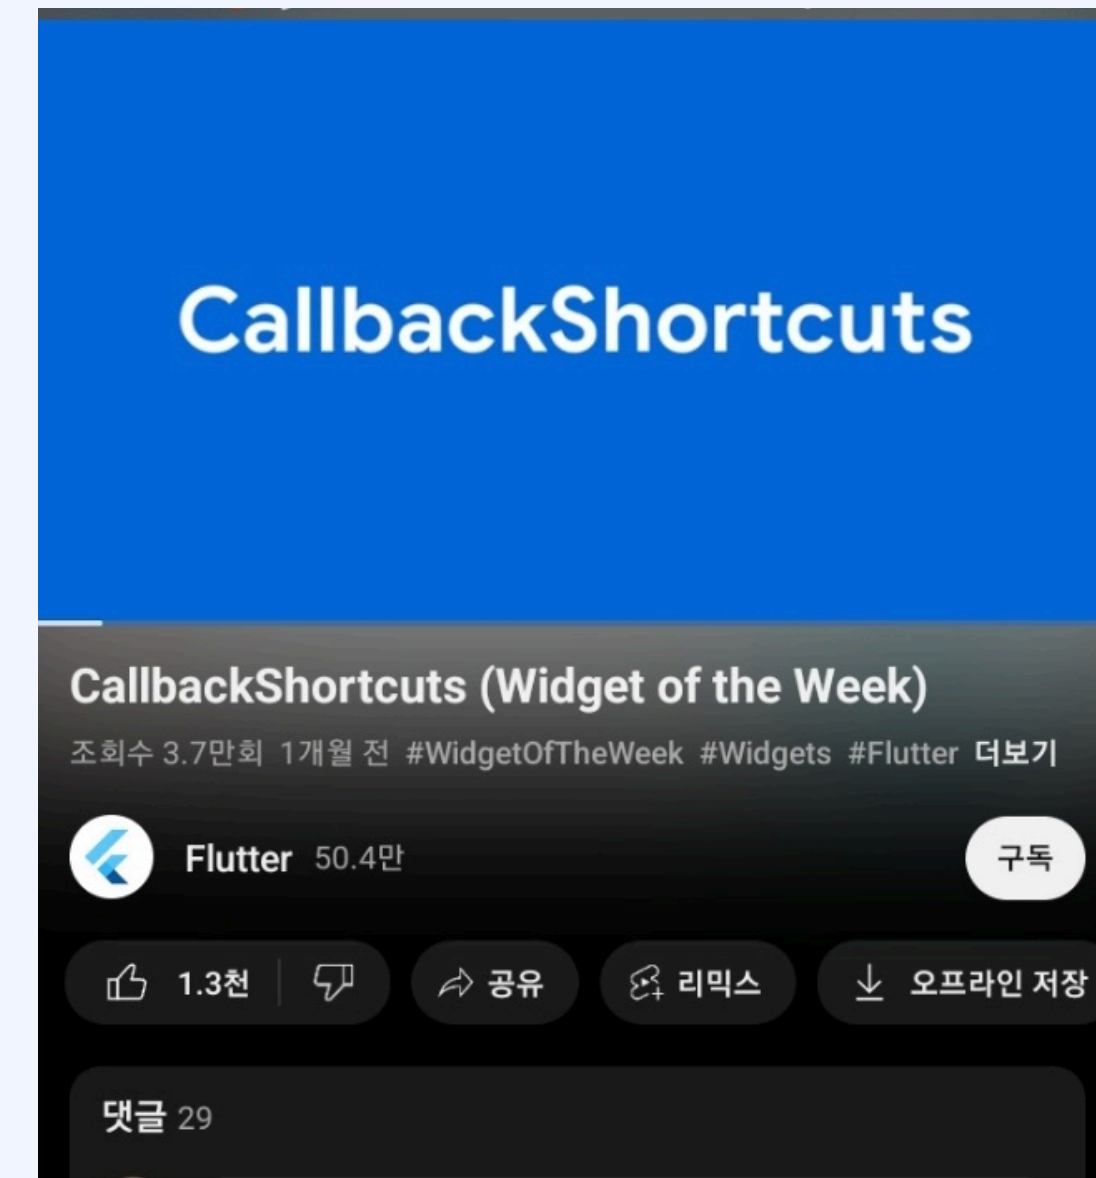 CallbackShortcuts
CallbackShortcuts (Widget of the Week)
조회수 3.7만회 1개월 전 #WidgetOfTheWeek #Widgets #Flutter 더보기
Flutter 50.4만 구독
1.3천 공유 리믹스 오프라인 저장
댓글 29